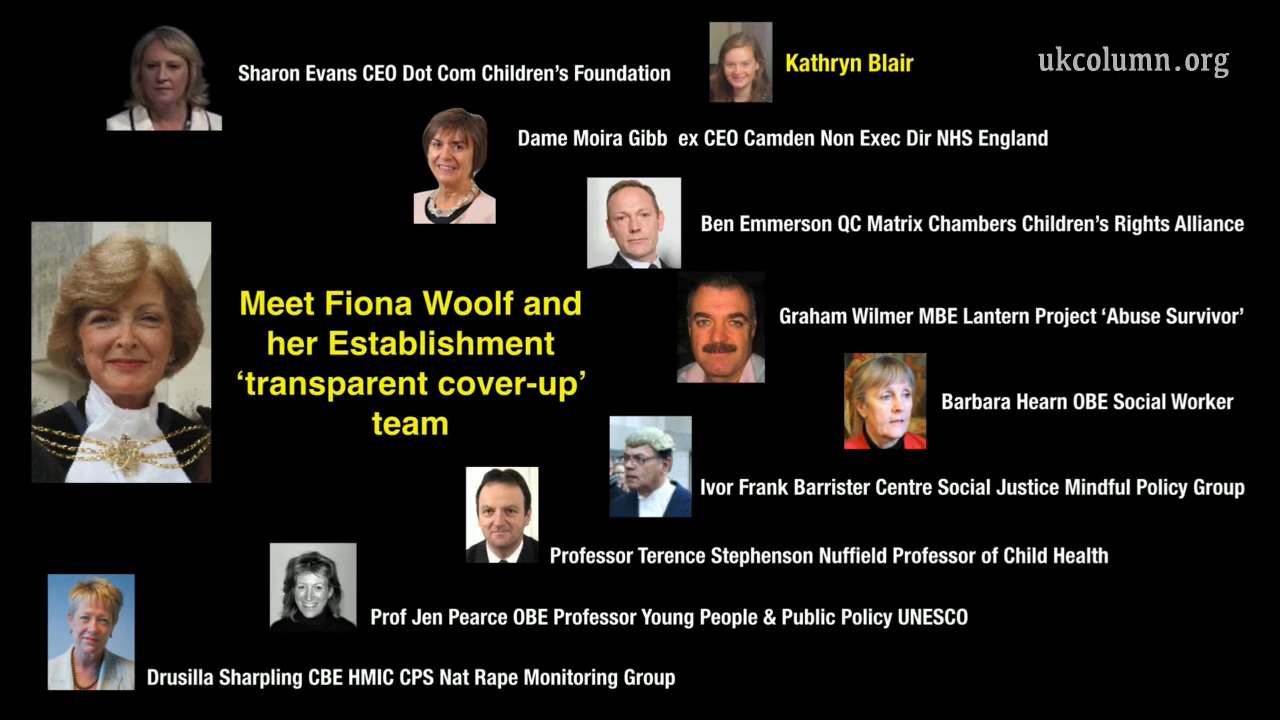 ukcolumn.org
Sharon Evans CEO Dot Com Children's Foundation
Kathryn Blair
Dame Moira Gibb ex CEO Camden Non Exec Dir NHS England
Ben Emmerson QC Matrix Chambers Children's Rights Alliance
Meet Fiona Woolf and
her Establishment
‘transparent cover-up’
team
Graham Wilmer MBE Lantern Project ‘Abuse Survivor’
Barbara Hearn OBE Social Worker
Ivor Frank Barrister Centre Social Justice Mindful Policy Group
Professor Terence Stephenson Nuffield Professor of Child Health
Prof Jen Pearce OBE Professor Young People & Public Policy UNESCO
Drusilla Sharpling CBE HMIC CPS Nat Rape Monitoring Group